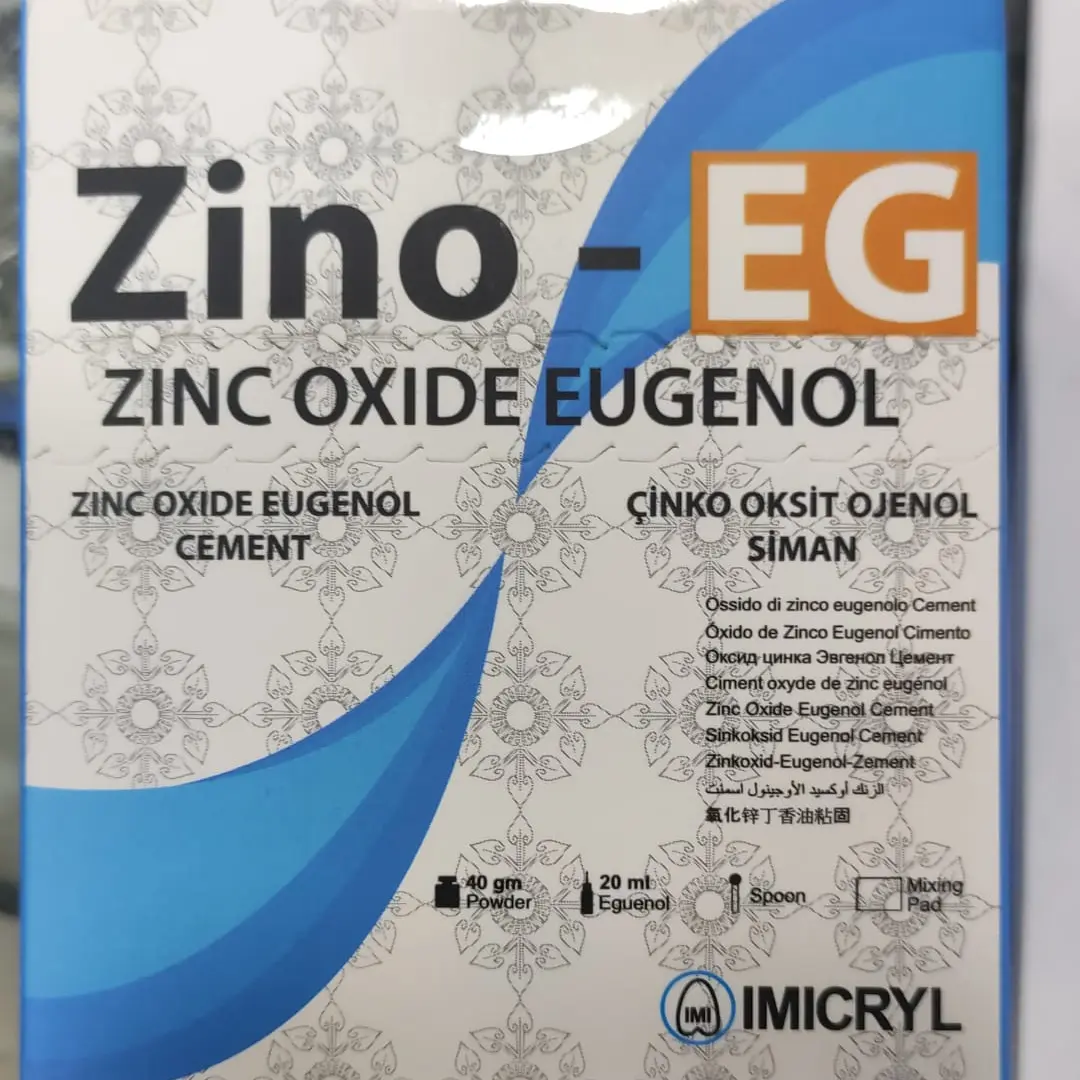 Zino - EG
ZINC OXIDE EUGENOL
ZINC OXIDE EUGENOL
CEMENT
ÇİNKO OKSİT OJENOL
SİMAN
Ossido di zinco eugenolo Cement
Óxido de Zinco Eugenol Cimento
Оксид цинка Эвгенол Цемент
Ciment oxyde de zinc eugénol
Zinc Oxide Eugenol Cement
Sinkoksid Eugenol Cement
Zinkoxid-Eugenol-Zement
الزنك أوكسيد الأوجينول اسمنت
氧化锌丁香油粘固
40 gm
Powder
20 ml
Eguenol
Spoon
Mixing
Pad
IMI IMICRYL